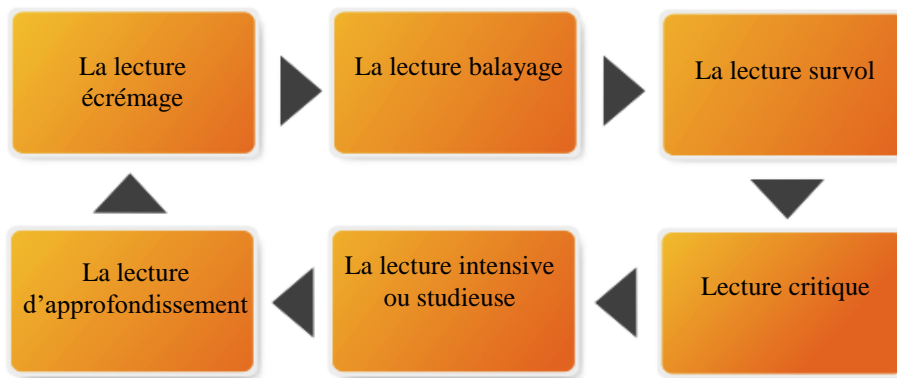 La lecture
écrémage
La lecture balayage
La lecture survol
Lecture critique
La lecture intensive
ou studieuse
La lecture
d’approfondissement